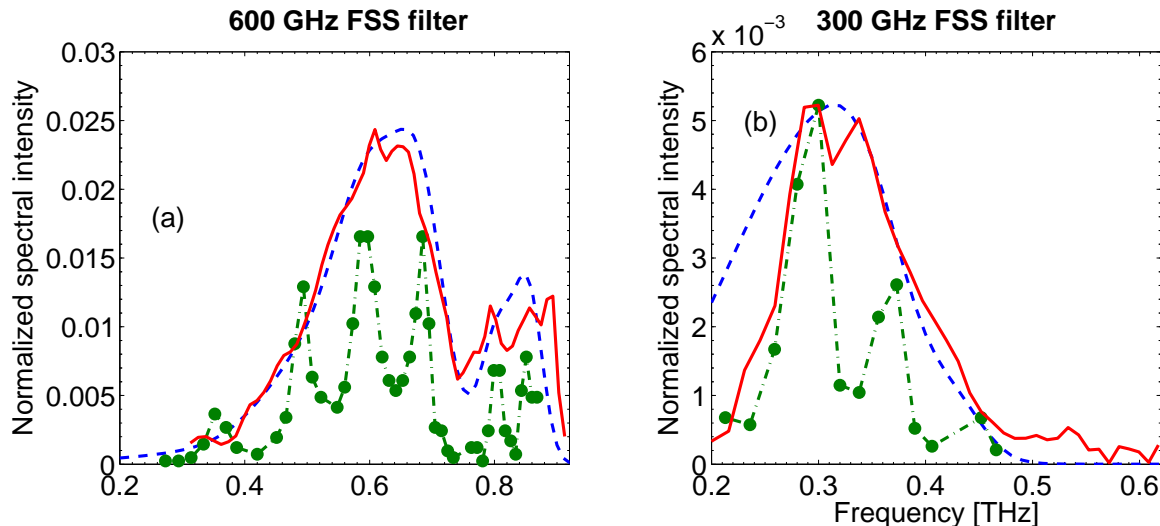 600 GHz FSS filter
300 GHz FSS filter
Normalized spectral intensity
0.03
0.025
0.02
0.015
0.01
0.005
0
(a)
0.2
0.4
0.6
0.8
Normalized spectral intensity
x 10⁻³
6
5
4
3
2
1
0
(b)
0.2
0.3
0.4
0.5
0.6
Frequency [THz]